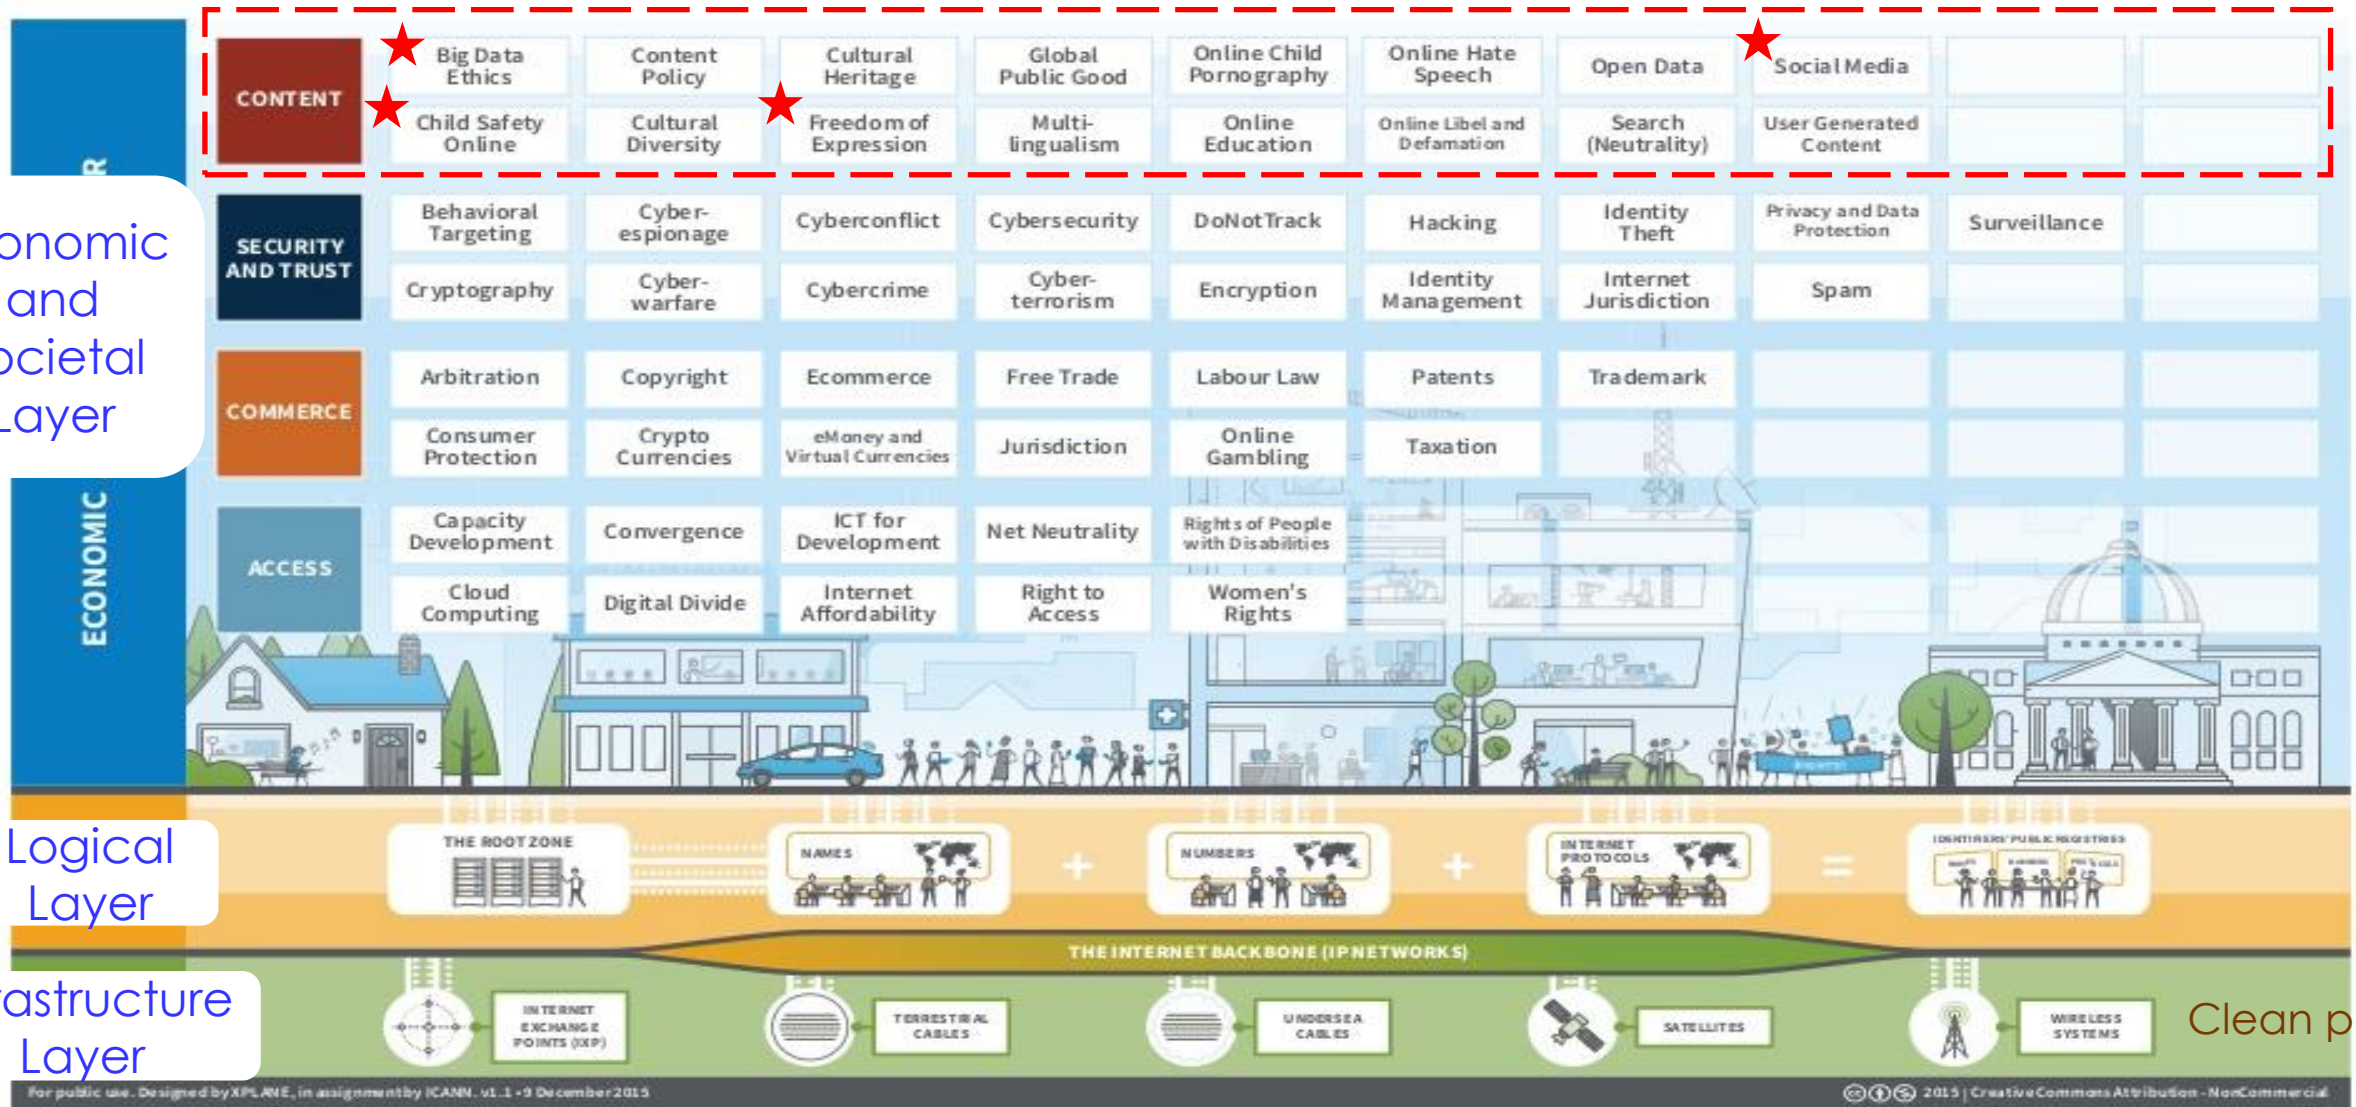 CONTENT
Big Data
Ethics
Content
Policy
Cultural
Heritage
Global
Public Good
Online Child
Pornography
Online Hate
Speech
Open Data
Social Media
Child Safety
Online
Cultural
Diversity
Freedom of
Expression
Multi-
lingualism
Online
Education
Online Libel and
Defamation
Search
(Neutrality)
User Generated
Content
SECURITY
AND TRUST
Behavioral
Targeting
Cyber-
espionage
Cyberconflict
Cybersecurity
DoNotTrack
Hacking
Identity
Theft
Privacy and Data
Protection
Surveillance
Cryptography
Cyber-
warfare
Cybercrime
Cyber-
terrorism
Encryption
Identity
Management
Internet
Jurisdiction
Spam
onomic
and
ocietal
Layer
COMMERCE
Arbitration
Copyright
Ecommerce
Free Trade
Labour Law
Patents
Trademark
Consumer
Protection
Crypto
Currencies
eMoney and
Virtual Currencies
Jurisdiction
Online
Gambling
Taxation
ECONOMIC
R
ACCESS
Capacity
Development
Convergence
ICT for
Development
Net Neutrality
Rights of People
with Disabilities
Cloud
Computing
Digital Divide
Internet
Affordability
Right to
Access
Women's
Rights
Logical
Layer
THE ROOT ZONE
NAMES
+
NUMBERS
+
INTERNET
PROTOCOLS
=
IDENTIFIERS' PUBLIC REGISTRIES
THE INTERNET BACKBONE (IP NETWORKS)
rastructure
Layer
INTERNET
EXCHANGE
POINTS (IXP)
TERRESTRIAL
CABLES
UNDERSEA
CABLES
SATELLITES
WIRELESS
SYSTEMS
Clean p
For public use. Designed by XPLANE, in assignment by ICANN. v1.1 - 9 December 2015
2015 | Creative Commons Attribution - NonCommercial